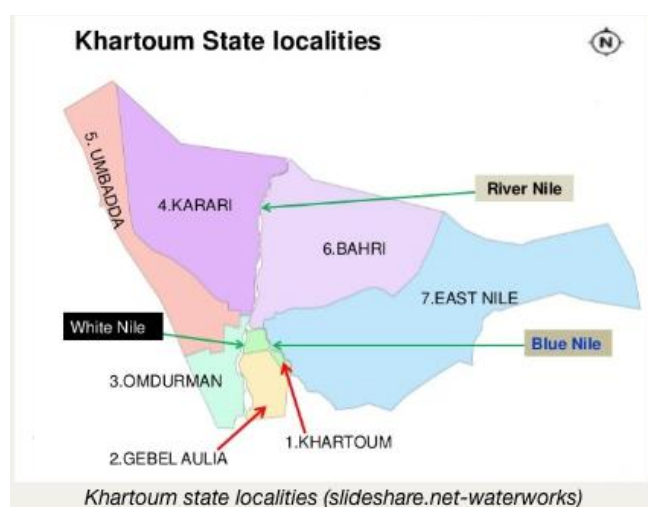 Khartoum State localities
N
5. UMBADDA
4.KARARI
River Nile
6.BAHRI
7.EAST NILE
White Nile
Blue Nile
3.OMDURMAN
1.KHARTOUM
2.GEBEL AULIA
Khartoum state localities (slideshare.net-waterworks)